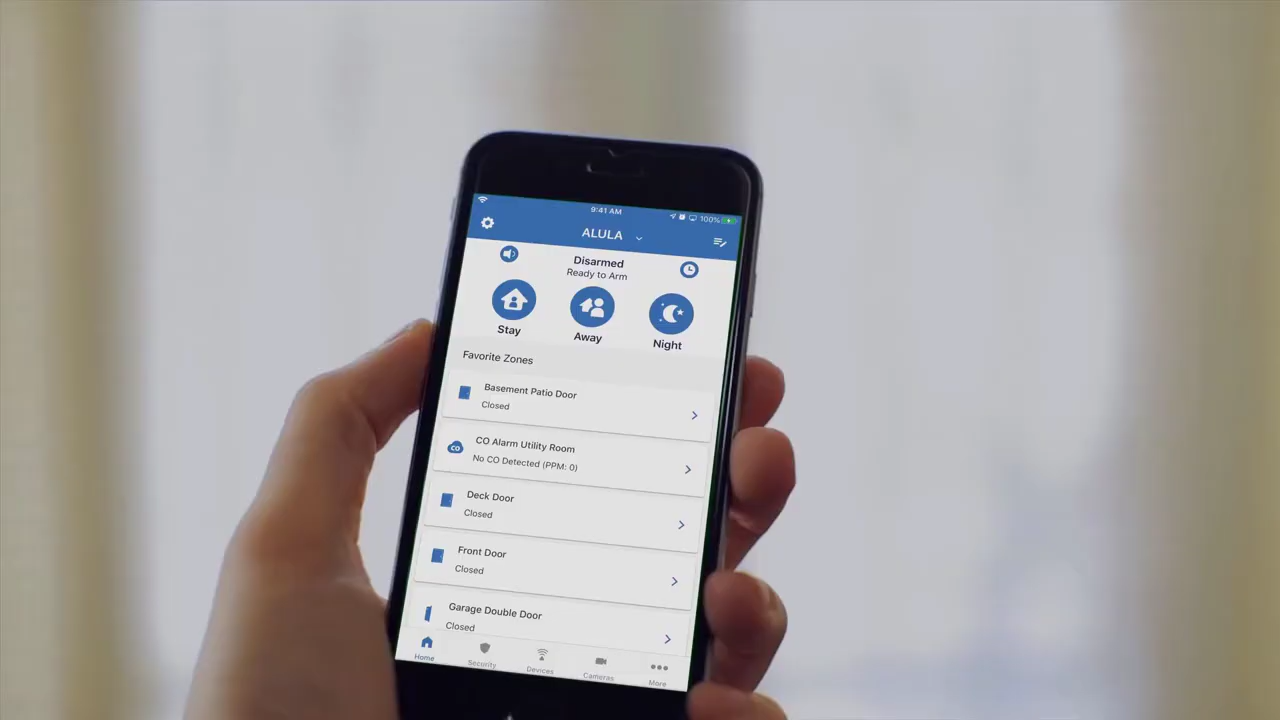 9:41 AM
100%
ALULA
Disarmed
Ready to Arm
Stay
Away
Night
Favorite Zones
Basement Patio Door
Closed
CO
CO Alarm Utility Room
No CO Detected (PPM: 0)
Deck Door
Closed
Front Door
Closed
Garage Double Door
Closed
Home
Security
Devices
Cameras
More